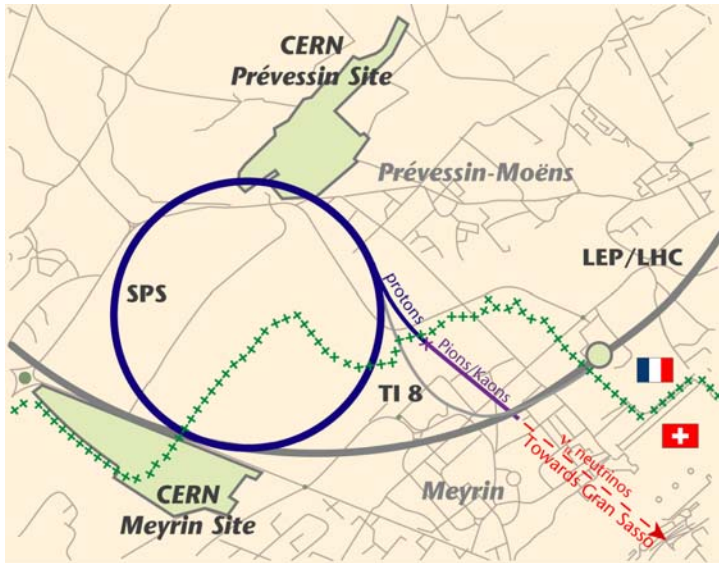 CERN
Prévessin Site
Prévessin-Moëns
LEP/LHC
SPS
protons
Pions/Kaons
TI 8
νμ neutrinos
Towards Gran Sasso
CERN
Meyrin Site
Meyrin